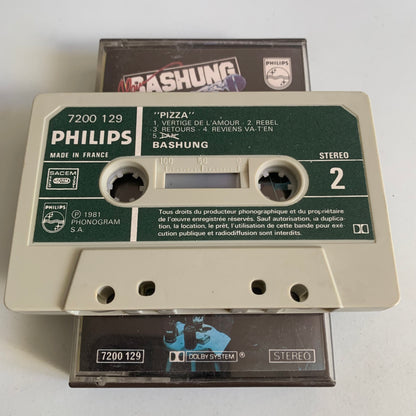 BASHUNG
PHILIPS
7200 129
"PIZZA"
1. VERTIGE DE L'AMOUR - 2. REBEL
3. RETOURS - 4. REVIENS VA-T'EN
5.
BASHUNG
PHILIPS
MADE IN FRANCE
100 50 0
STEREO
2
SACEM
PHILIPS
℗ 1981
PHONOGRAM
S.A.
Tous droits du producteur phonographique et du propriétaire
de l'œuvre enregistrée réservés. Sauf autorisation, la duplica-
tion, la location, le prêt, l'utilisation de cette bande pour exé-
cution publique et radiodiffusion sont interdits.
7200 129
DOLBY SYSTEM ®
STEREO